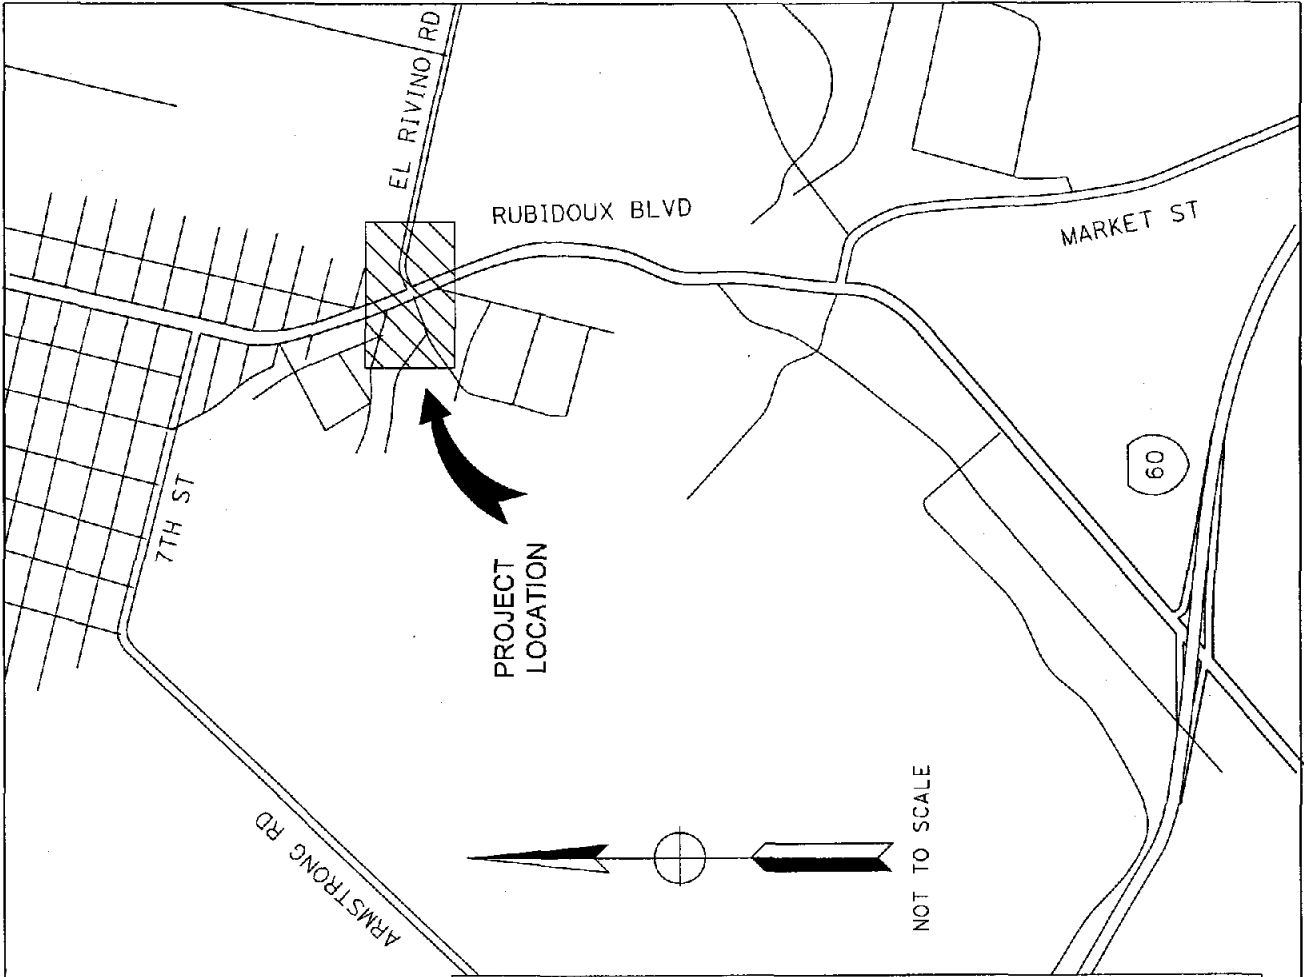 EL RIVINO RD
RUBIDOUX BLVD
MARKET ST
60
7TH ST
PROJECT
LOCATION
ARMSTRONG RD
NOT TO SCALE